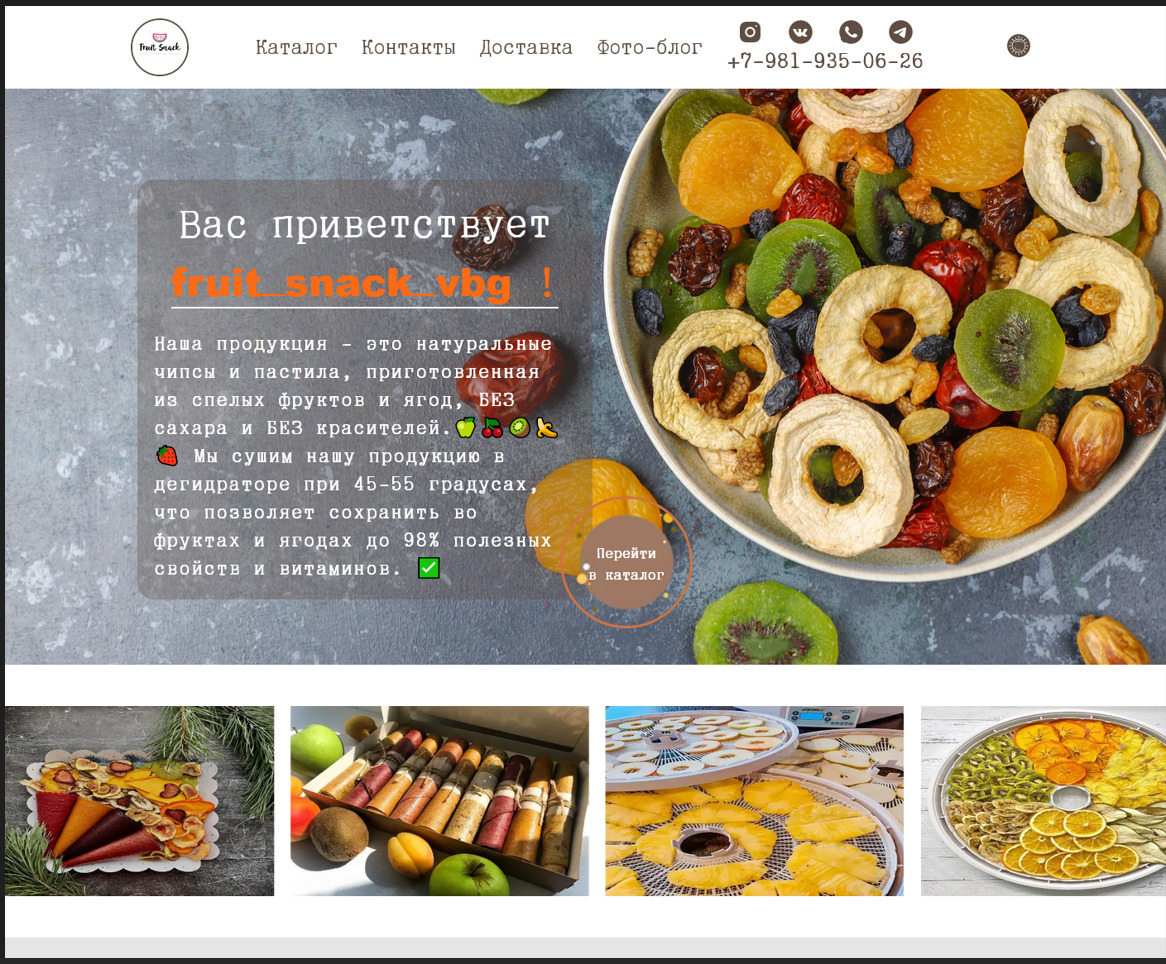 Fruit Snack
Каталог Контакты Доставка Фото-блог
+7-981-935-06-26
Вас приветствует
fruit_snack_vbg !
Наша продукция - это натуральные
чипсы и пастила, приготовленная
из спелых фруктов и ягод, БЕЗ
сахара и БЕЗ красителей.🍏🍒🥝🍌
🍓 Мы сушим нашу продукцию в
дегидраторе при 45-55 градусах,
что позволяет сохранить во
фруктах и ягодах до 98% полезных
свойств и витаминов. ✅
Перейти
в каталог